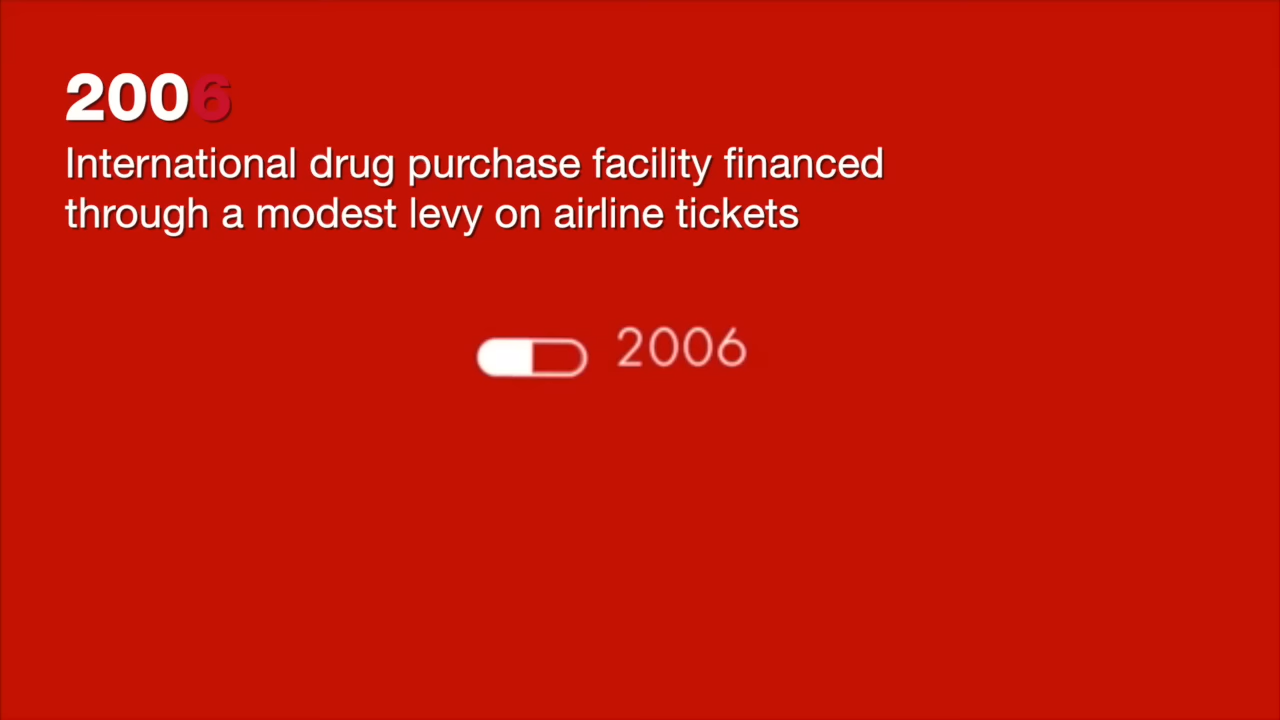 2006
International drug purchase facility financed
through a modest levy on airline tickets
2006